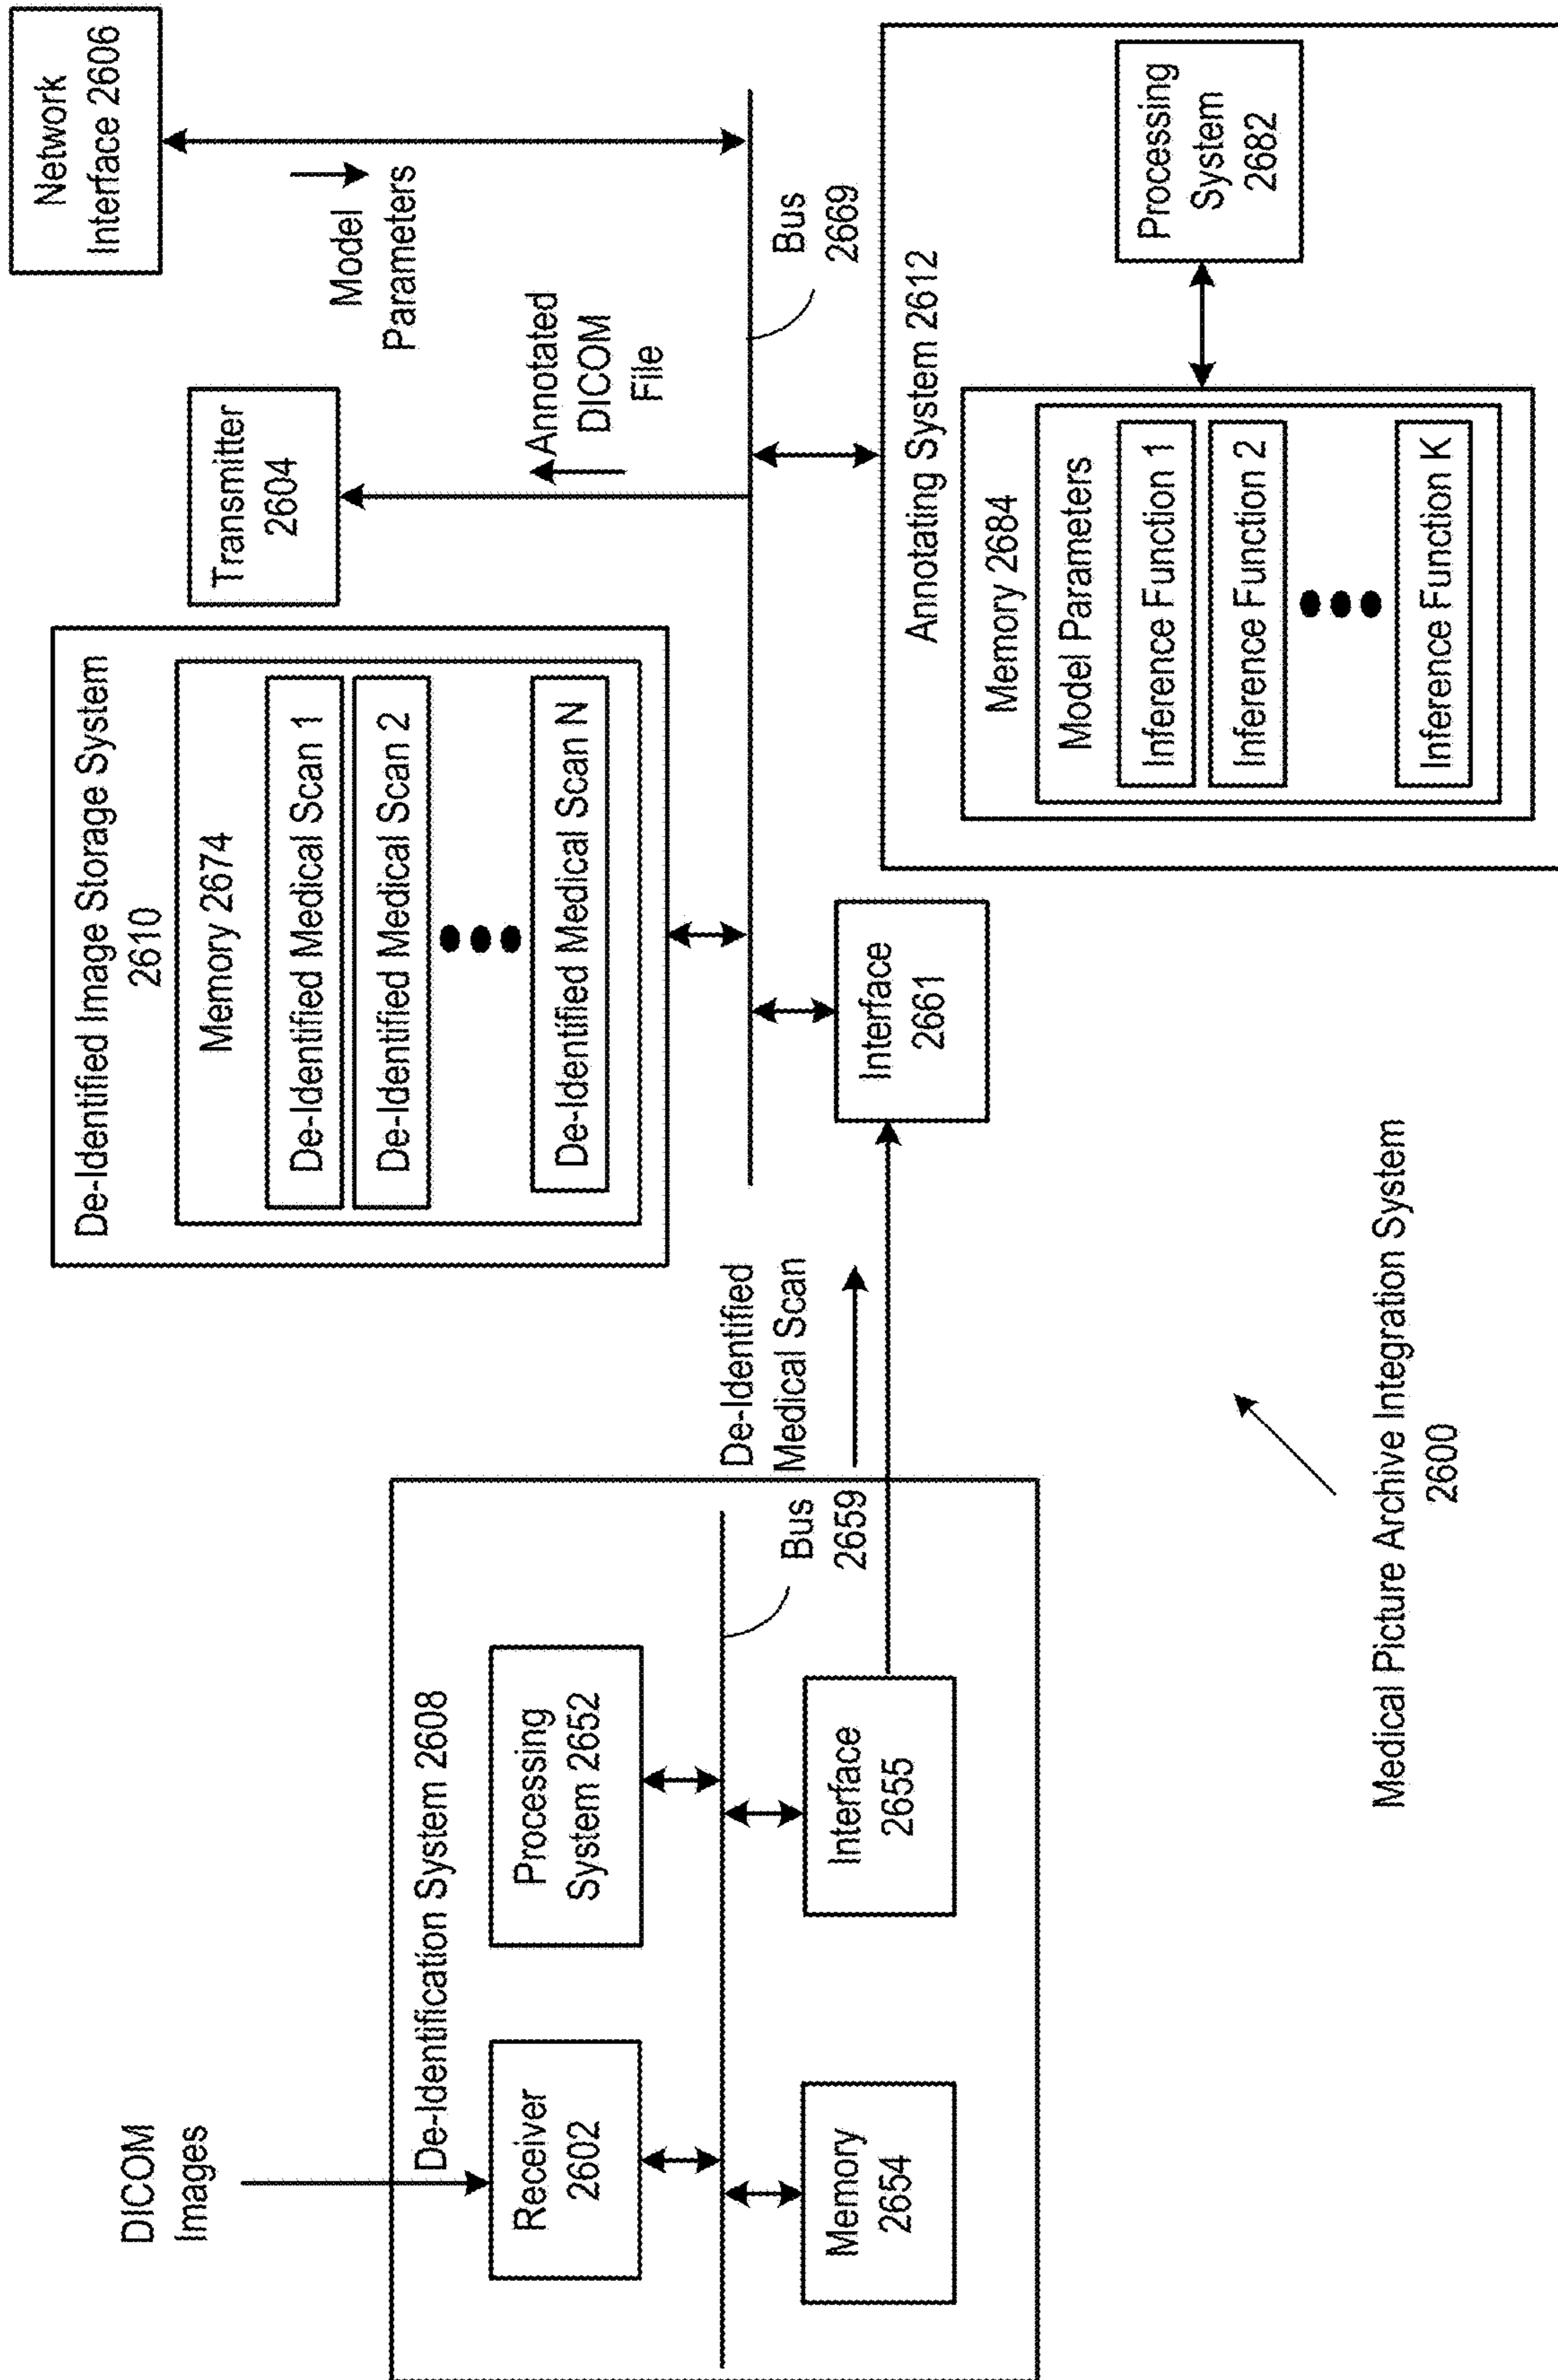 DICOM
Images
De-Identification System 2608
Receiver
2602
Processing
System 2652
Bus
2659
Memory
2654
Interface
2655
De-Identified
Medical Scan
De-Identified Image Storage System
2610
Memory 2674
De-Identified Medical Scan 1
De-Identified Medical Scan 2
De-Identified Medical Scan N
Interface
2661
Transmitter
2604
Annotated
DICOM
File
Network
Interface 2606
Model
Parameters
Bus
2669
Annotating System 2612
Memory 2684
Model Parameters
Inference Function 1
Inference Function 2
Inference Function K
Processing
System
2682
Medical Picture Archive Integration System
2600